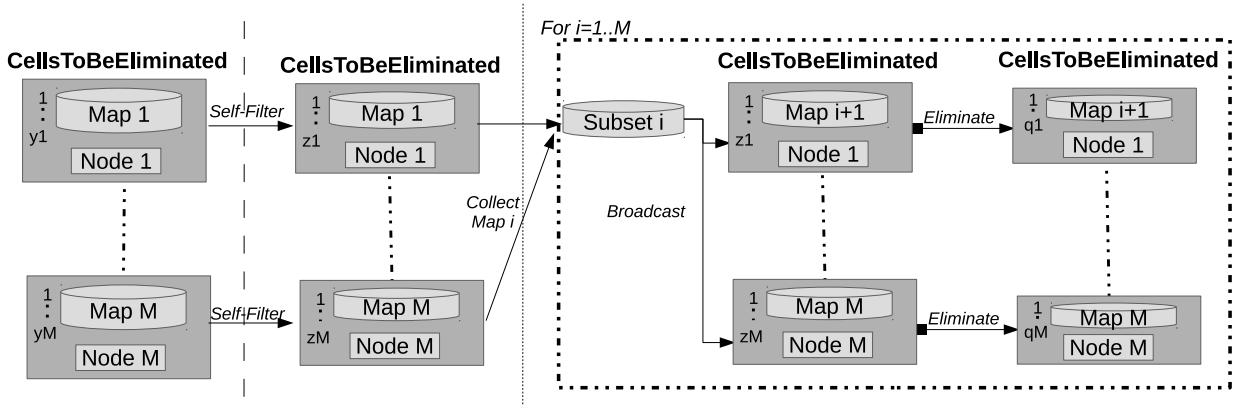 For i=1..M
CellsToBeEliminated
1
Map 1
y1
Node 1
Self-Filter
CellsToBeEliminated
1
Map 1
z1
Node 1
Collect
Map i
Subset i
Broadcast
CellsToBeEliminated
1
Map i+1
z1
Node 1
Eliminate
CellsToBeEliminated
1
Map i+1
q1
Node 1
1
Map M
yM
Node M
Self-Filter
1
Map M
zM
Node M
1
Map M
zM
Node M
Eliminate
1
Map M
qM
Node M